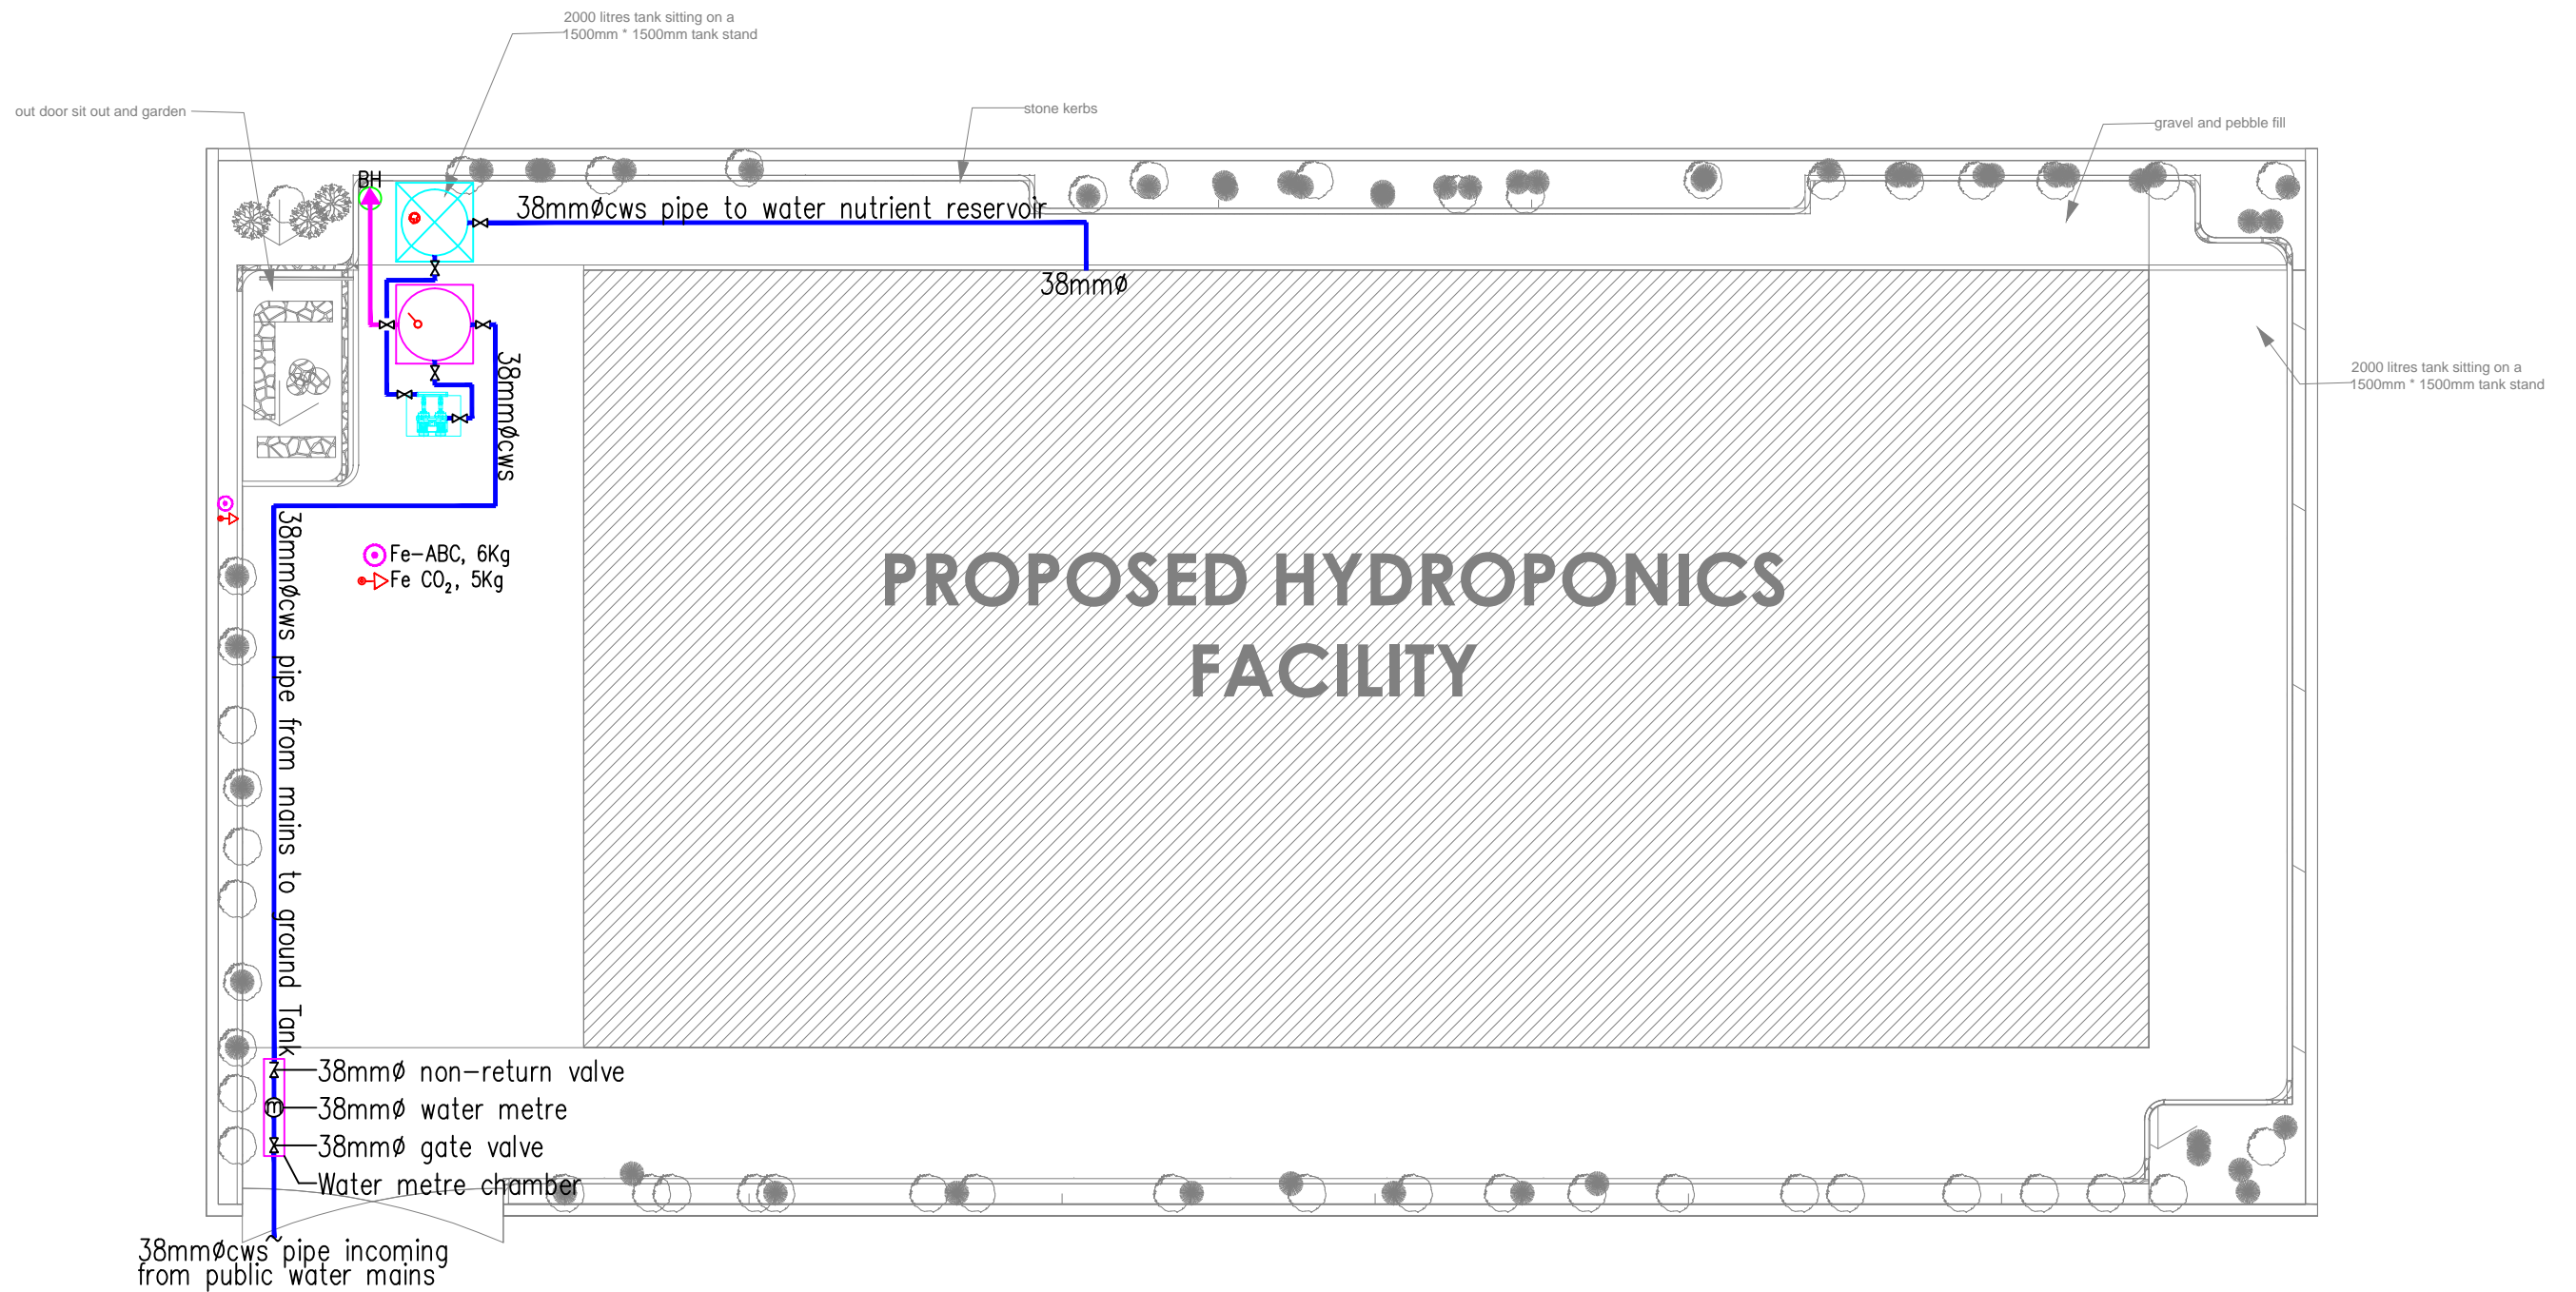 2000 litres tank sitting on a
1500mm * 1500mm tank stand
out door sit out and garden
stone kerbs
gravel and pebble fill
BH
38mmØcws pipe to water nutrient reservoir
38mmØ
38mmØcws
2000 litres tank sitting on a
1500mm * 1500mm tank stand
38mmØcws pipe from mains to ground Tank
Fe-ABC, 6Kg
Fe CO₂, 5Kg
PROPOSED HYDROPONICS
FACILITY
38mmØ non-return valve
m
38mmØ water metre
38mmØ gate valve
Water metre chamber
38mmØcws pipe incoming
from public water mains